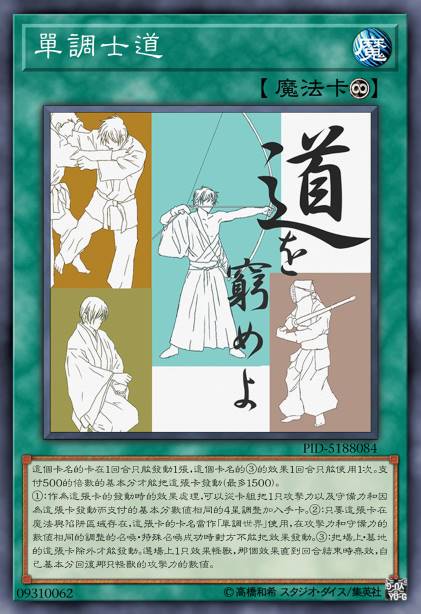 單調士道
魔
【 魔法卡 】
道
を
窮めよ
PID-5188084
這個卡名的卡在1回合只能發動1張,這個卡名的③的效果1回合只能使用1次。支
付500的倍數的基本分才能把這張卡發動(最多1500)。
①:作為這張卡的發動時的效果處理,可以從卡組把1只攻擊力以及守備力和因
為這張卡發動而支付的基本分數值相同的4星調整加入手卡。②:只要這張卡在
魔法與陷阱區域存在,這張卡的卡名當作「單調世界」使用,在攻擊力和守備力的
數值相同的調整的召喚·特殊召喚成功時對方不能把效果發動。③:把場上·墓地
的這張卡除外才能發動。選場上1只效果怪獸,那個效果直到回合結束時無效,自
己基本分回復那只怪獸的攻擊力的數值。
09310062
©高橋和希 スタジオ・ダイス/集英社